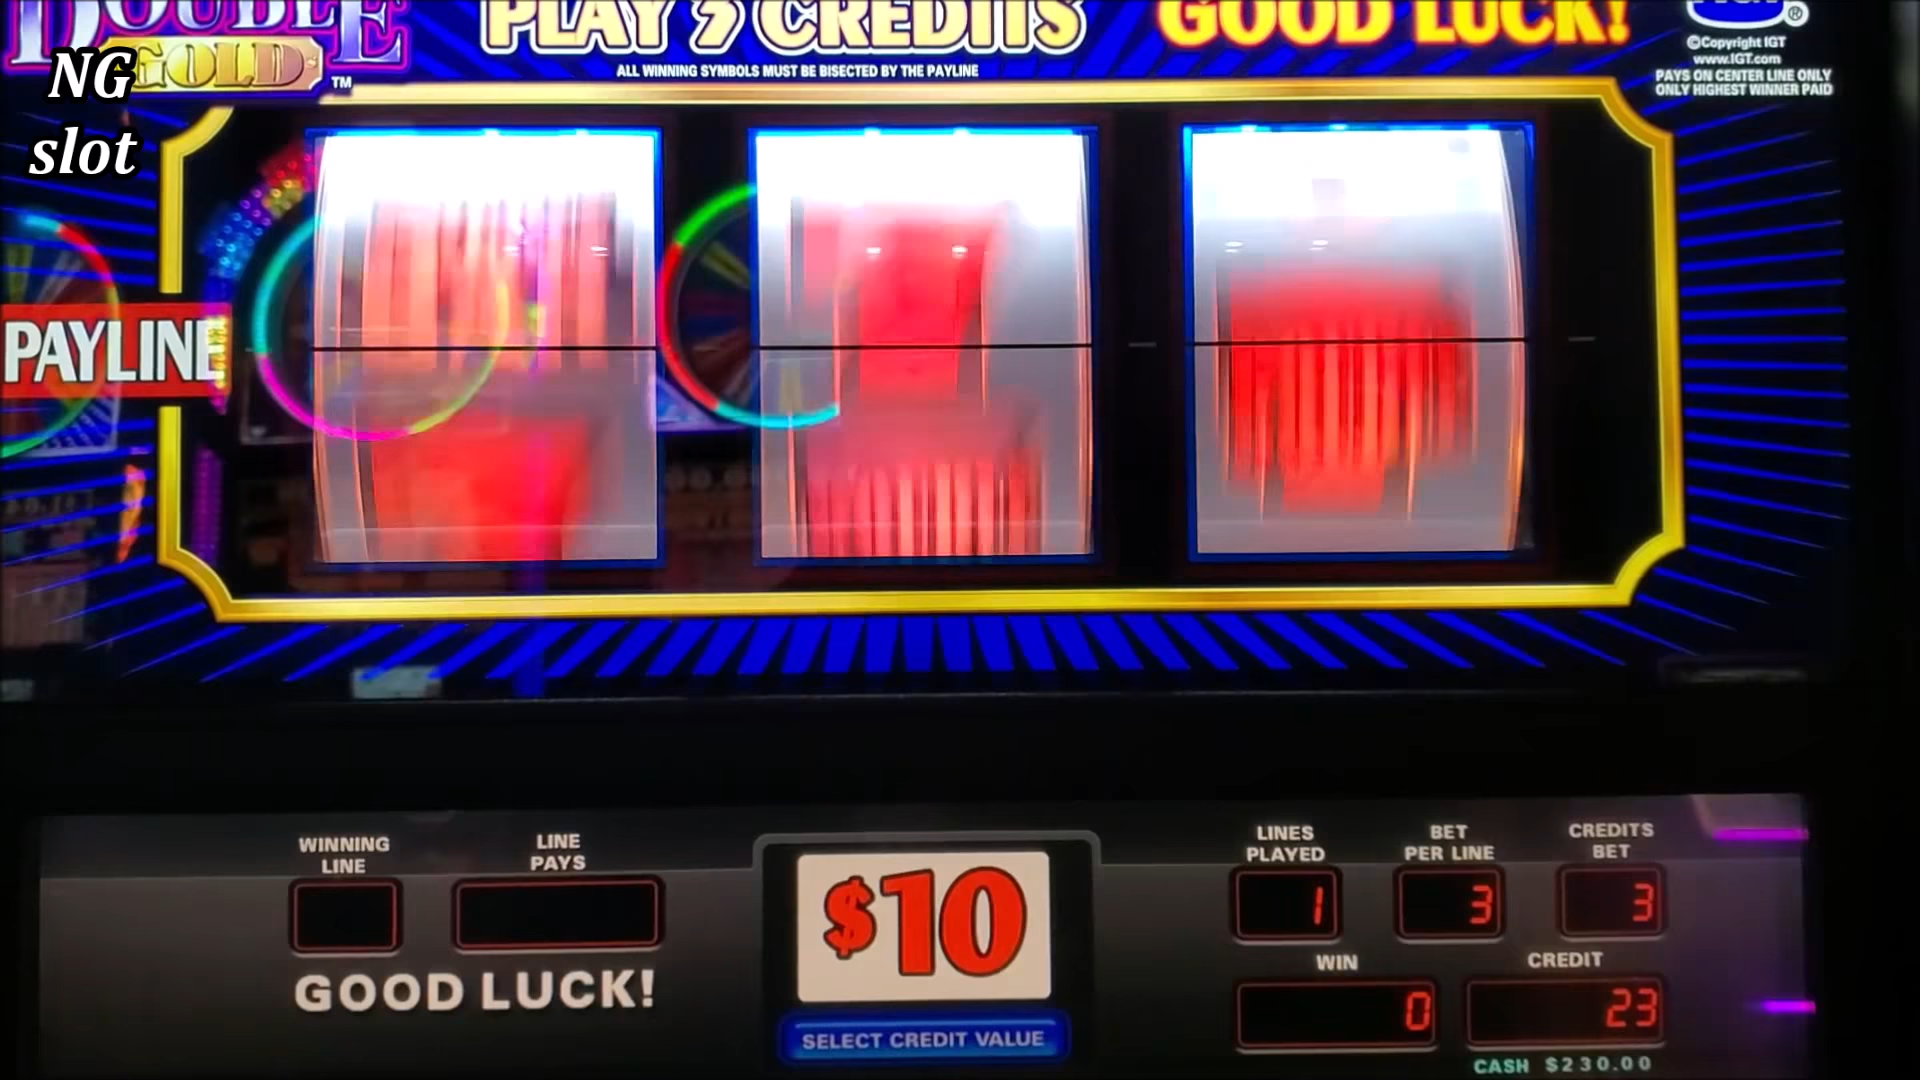 DOUBLE
GOLD
™
NG
slot
PLAY 3 CREDITS
GOOD LUCK!
ALL WINNING SYMBOLS MUST BE BISECTED BY THE PAYLINE
®
©Copyright IGT
www.IGT.com
PAYS ON CENTER LINE ONLY
ONLY HIGHEST WINNER PAID
PAYLINE
WINNING
LINE
LINE
PAYS
GOOD LUCK!
$10
SELECT CREDIT VALUE
LINES
PLAYED
1
BET
PER LINE
3
CREDITS
BET
3
WIN
0
CREDIT
23
CASH $230.00